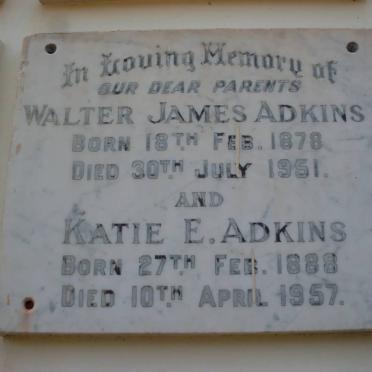 In Loving Memory of
OUR DEAR PARENTS
WALTER JAMES ADKINS
BORN 18TH FEB. 1878
DIED 30TH JULY 1951.
AND
KATIE E. ADKINS
BORN 27TH FEB. 1888
DIED 10TH APRIL 1957.